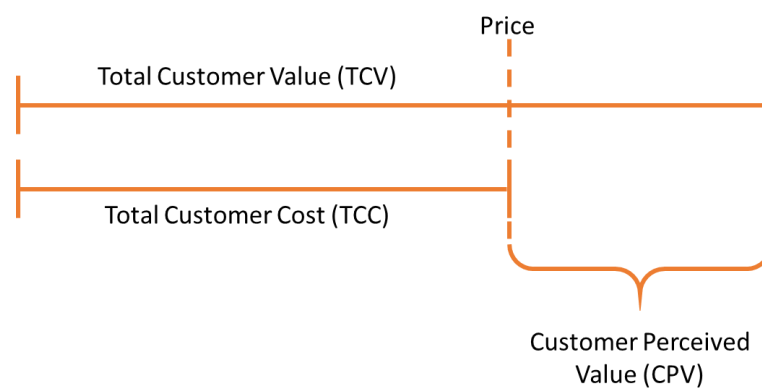 Price
Total Customer Value (TCV)
Total Customer Cost (TCC)
Customer Perceived
Value (CPV)